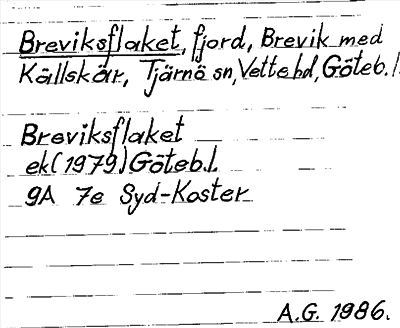 Breviksflaket, fjord, Brevik med
Källskär, Tjärnö sn, Vette hd, Göteb.l.
Breviksflaket
ek (1979) Göteb.l.
9A 7e Syd-Koster
A.G. 1986.